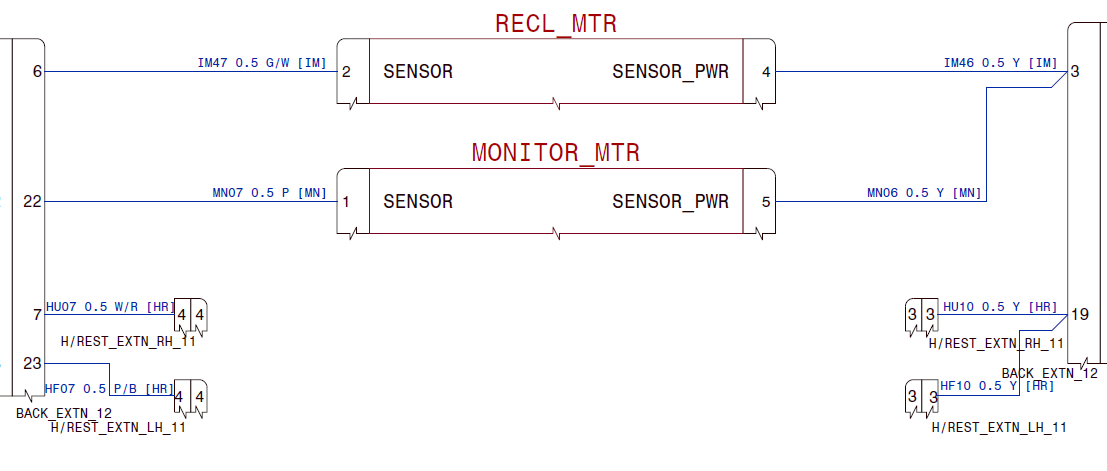 RECL_MTR
6
IM47 0.5 G/W [IM]
2
SENSOR
SENSOR_PWR
4
IM46 0.5 Y [IM]
3
MONITOR_MTR
22
MN07 0.5 P [MN]
1
SENSOR
SENSOR_PWR
5
MN06 0.5 Y [MN]
7
HU07 0.5 W/R [HR]
4 4
H/REST_EXTN_RH_11
3 3
HU10 0.5 Y [HR]
19
H/REST_EXTN_RH_11
23
HF07 0.5 P/B [HR]
4 4
BACK_EXTN_12
H/REST_EXTN_LH_11
BACK_EXTN_12
3 3
HF10 0.5 Y [HR]
H/REST_EXTN_LH_11